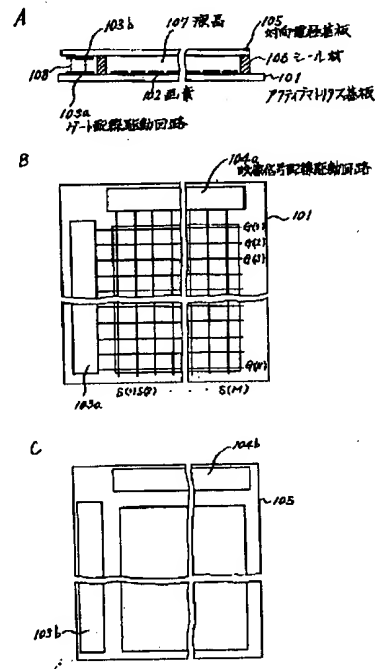 A
103b
107 液晶
105
対向電極基板
108
106 シール材
101
103a
102 画素
アクティブマトリクス基板
ゲート配線駆動回路
B
104a
映像信号配線駆動回路
101
G(1)
G(2)
G(3)
G(N)
103a
S(M)
C
104b
105
103b